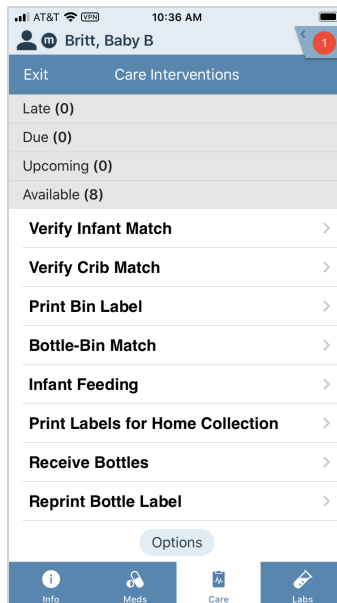 AT&T VPN 10:36 AM
m Britt, Baby B 1
Exit Care Interventions
Late (0)
Due (0)
Upcoming (0)
Available (8)
Verify Infant Match
Verify Crib Match
Print Bin Label
Bottle-Bin Match
Infant Feeding
Print Labels for Home Collection
Receive Bottles
Reprint Bottle Label
Options
Info Meds Care Labs